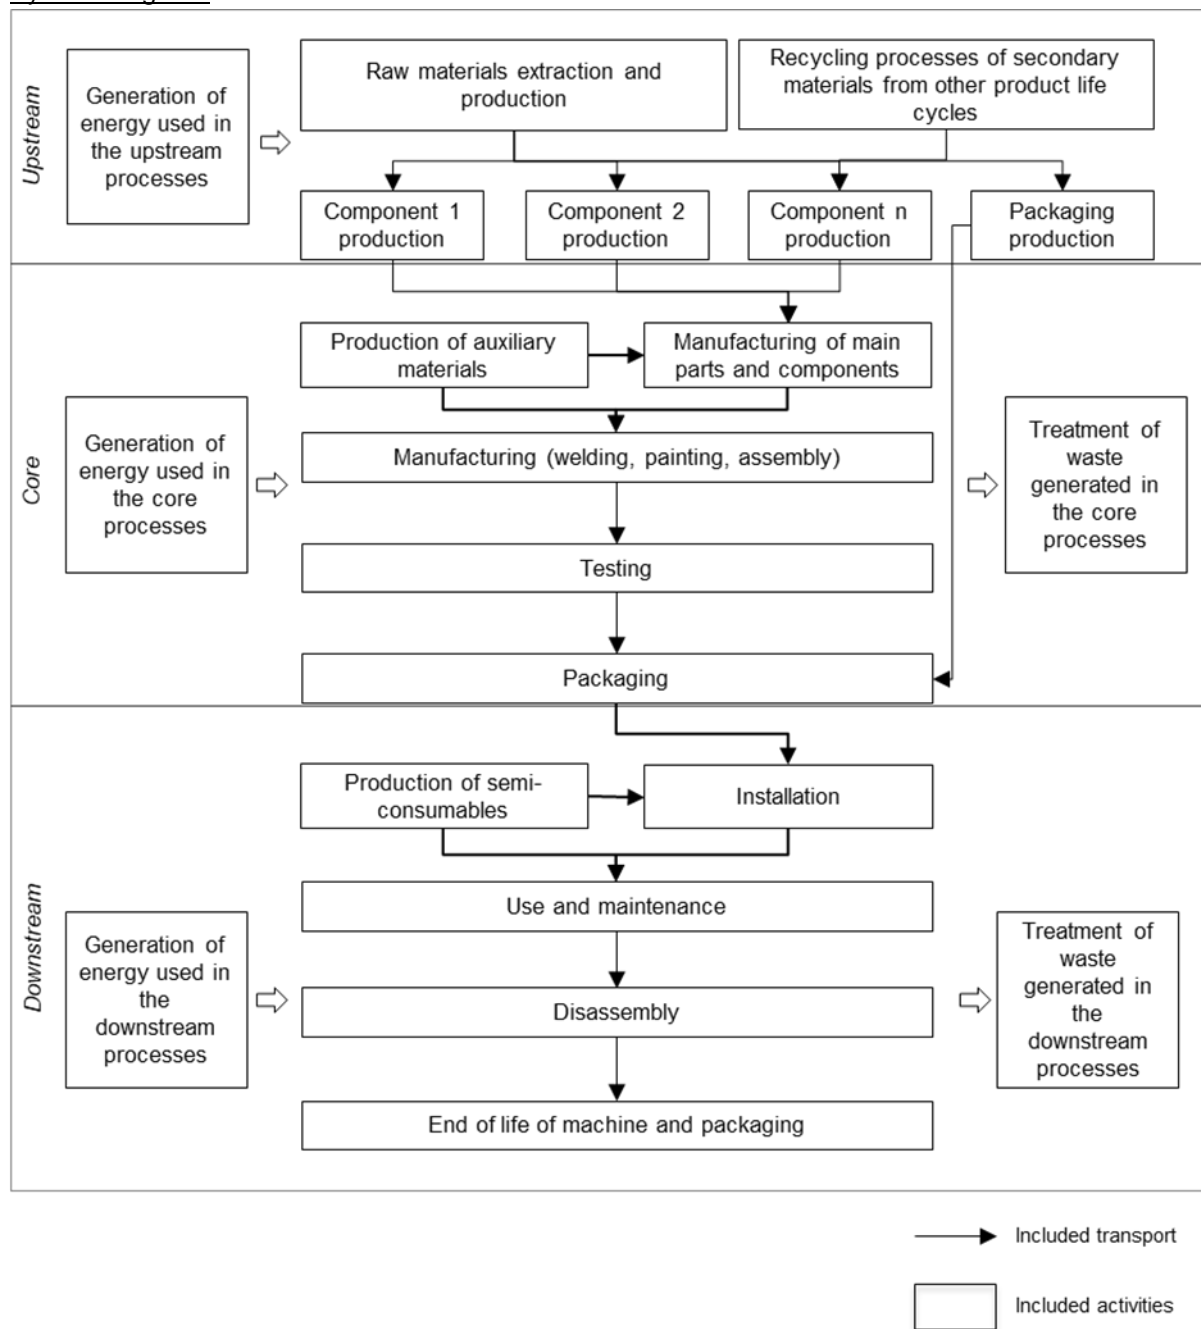 Upstream
Generation of
energy used in
the upstream
processes
Raw materials extraction and
production
Recycling processes of secondary
materials from other product life
cycles
Component 1
production
Component 2
production
Component n
production
Packaging
production
Core
Generation of
energy used in
the core
processes
Production of auxiliary
materials
Manufacturing of main
parts and components
Manufacturing (welding, painting, assembly)
Testing
Packaging
Treatment of
waste
generated in
the core
processes
Downstream
Generation of
energy used in
the
downstream
processes
Production of semi-
consumables
Installation
Use and maintenance
Disassembly
End of life of machine and packaging
Treatment of
waste
generated in
the
downstream
processes
Included transport
Included activities